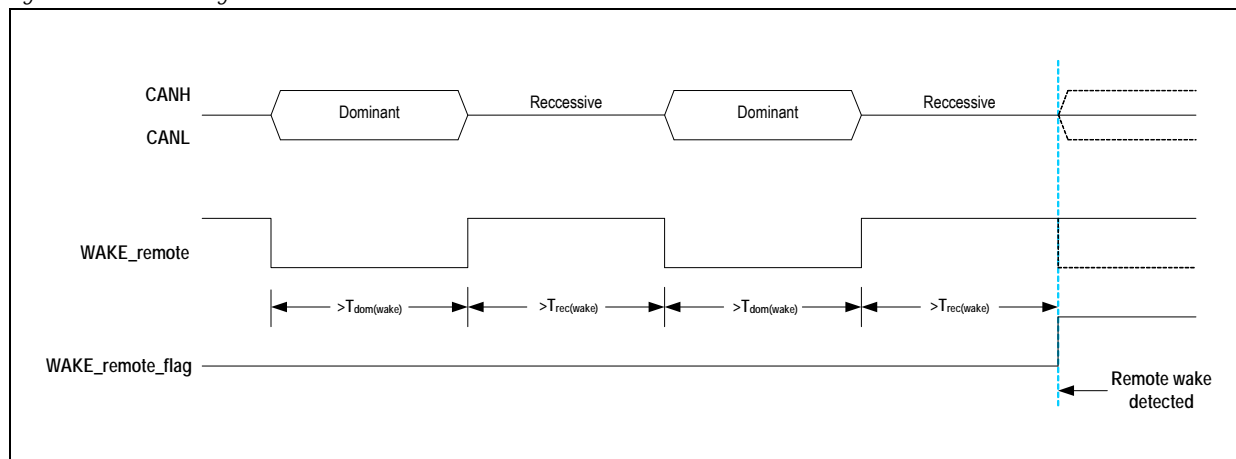 CANH
CANL
Dominant
Reccessive
Dominant
Reccessive
WAKE_remote
>Tdom(wake)
>Trec(wake)
>Tdom(wake)
>Trec(wake)
WAKE_remote_flag
Remote wake
detected